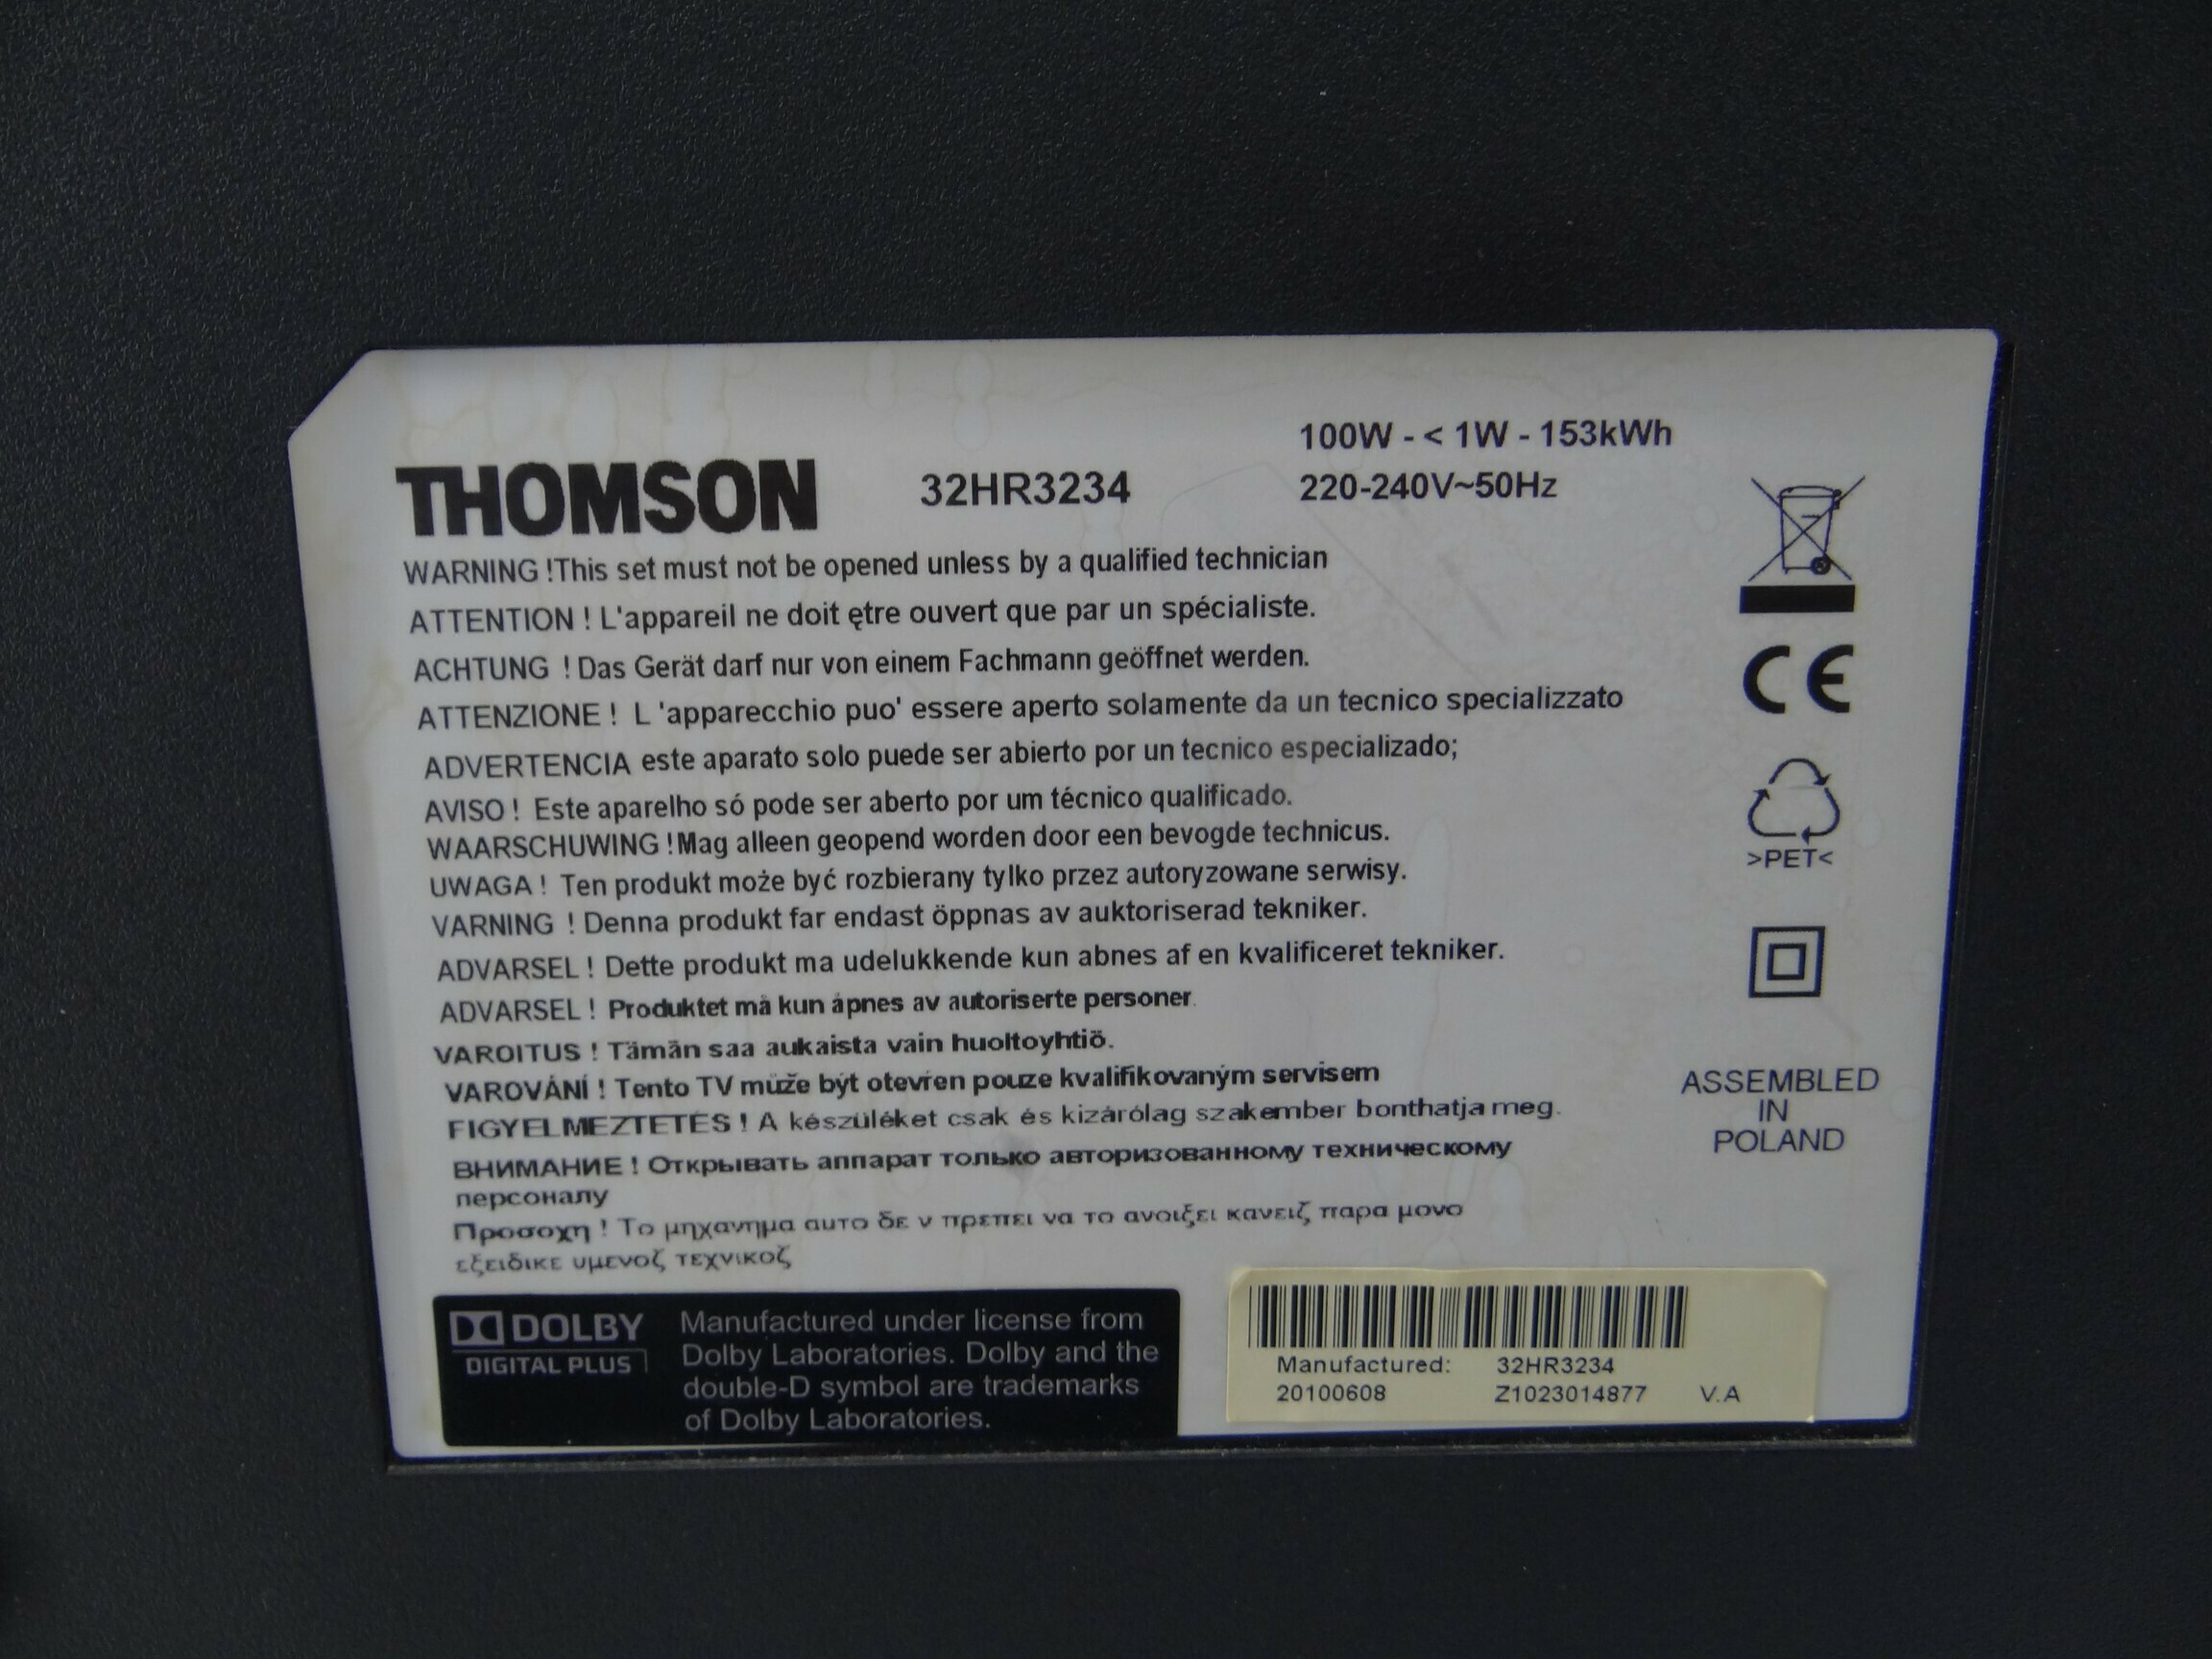 100W - < 1W - 153kWh
THOMSON 32HR3234 220-240V~50Hz
WARNING !This set must not be opened unless by a qualified technician
ATTENTION ! L'appareil ne doit ętre ouvert que par un spécialiste.
ACHTUNG ! Das Gerät darf nur von einem Fachmann geöffnet werden.
ATTENZIONE ! L 'apparecchio puo' essere aperto solamente da un tecnico specializzato
ADVERTENCIA este aparato solo puede ser abierto por un tecnico especializado;
AVISO ! Este aparelho só pode ser aberto por um técnico qualificado.
WAARSCHUWING !Mag alleen geopend worden door een bevogde technicus.
UWAGA ! Ten produkt może być rozbierany tylko przez autoryzowane serwisy.
VARNING ! Denna produkt far endast öppnas av auktoriserad tekniker.
ADVARSEL ! Dette produkt ma udelukkende kun abnes af en kvalificeret tekniker.
ADVARSEL ! Produktet må kun åpnes av autoriserte personer.
VAROITUS ! Tämän saa aukaista vain huoltoyhtiö.
VAROVÁNÍ ! Tento TV müže být otevřen pouze kvalifikovaným servisem
FIGYELMEZTETÉS ! A készüléket csak és kizárólag szakember bonthatja meg.
ВНИМАНИЕ ! Открывать аппарат только авторизованному техническому
персоналу
Προσοχη ! Το μηχανημα αυτο δε ν πρεπει να το ανοιξει κανειζ παρα μονο
εξειδικε υμενοζ τεχνικοζ
>PET<
ASSEMBLED
IN
POLAND
DOLBY
DIGITAL PLUS
Manufactured under license from
Dolby Laboratories. Dolby and the
double-D symbol are trademarks
of Dolby Laboratories.
Manufactured: 32HR3234
20100608 Z1023014877 V.A